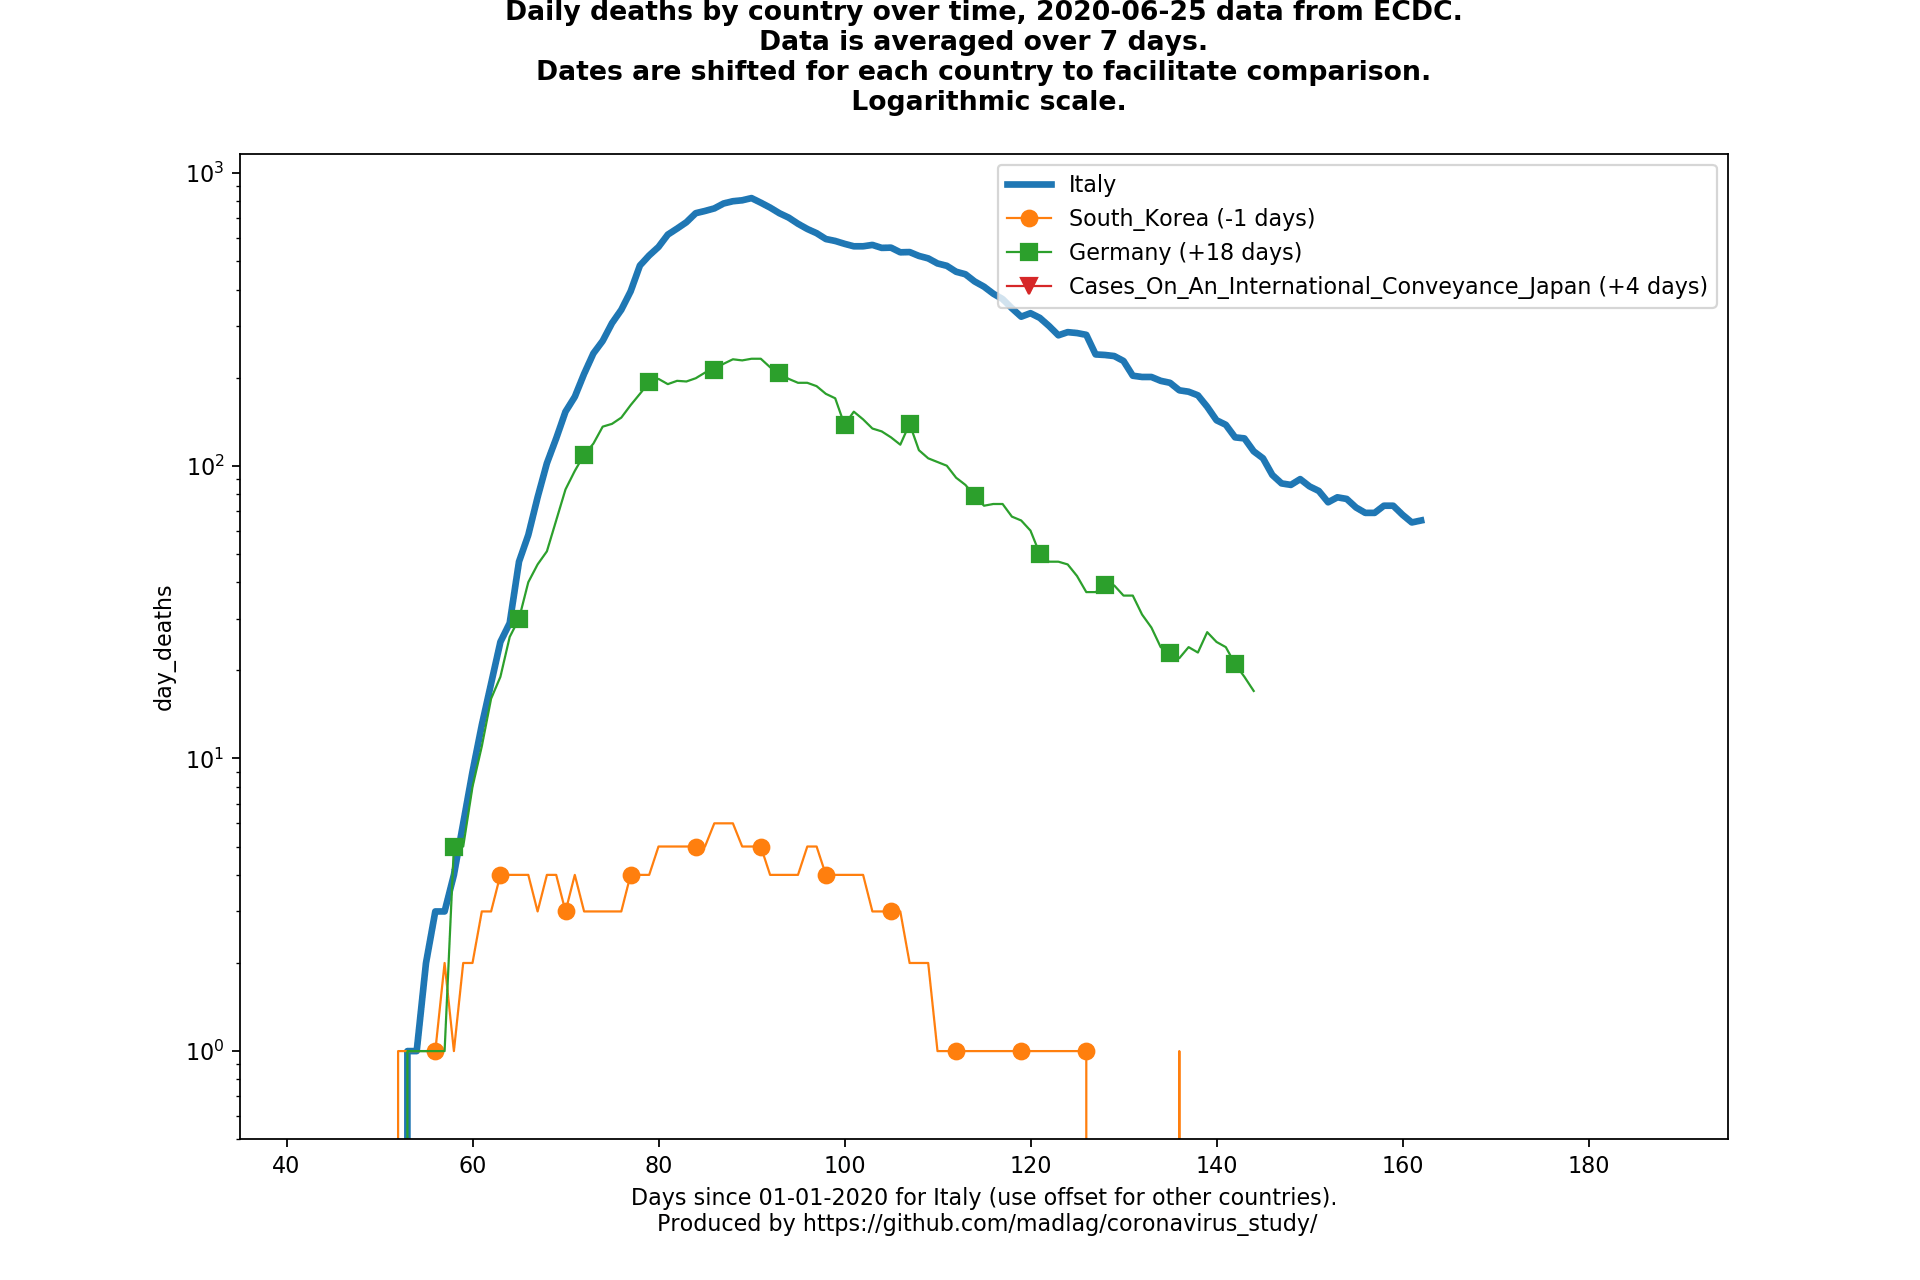 Daily deaths by country over time, 2020-06-25 data from ECDC.
Data is averaged over 7 days.
Dates are shifted for each country to facilitate comparison.
Logarithmic scale.
10³
10²
10¹
10⁰
day_deaths
Italy
South_Korea (-1 days)
Germany (+18 days)
Cases_On_An_International_Conveyance_Japan (+4 days)
40 60 80 100 120 140 160 180
Days since 01-01-2020 for Italy (use offset for other countries).
Produced by https://github.com/madlag/coronavirus_study/